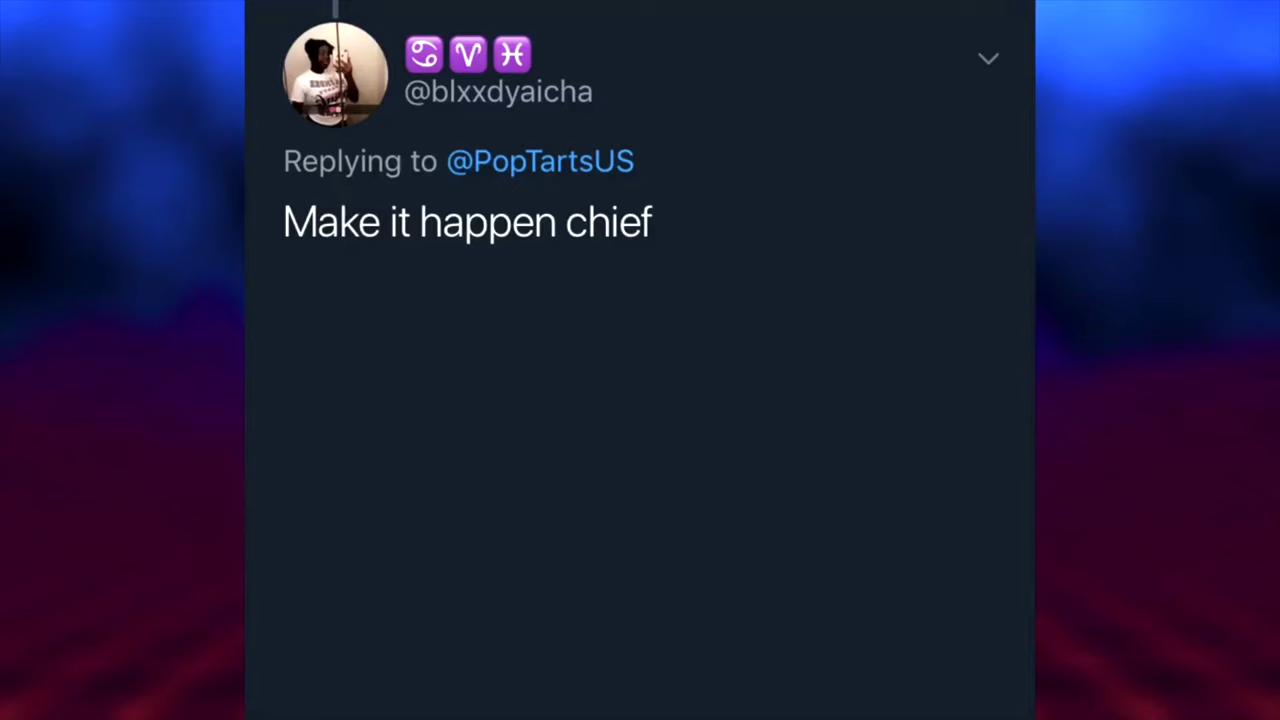 ♋♈♓
@blxxdyaicha
Replying to @PopTartsUS
Make it happen chief